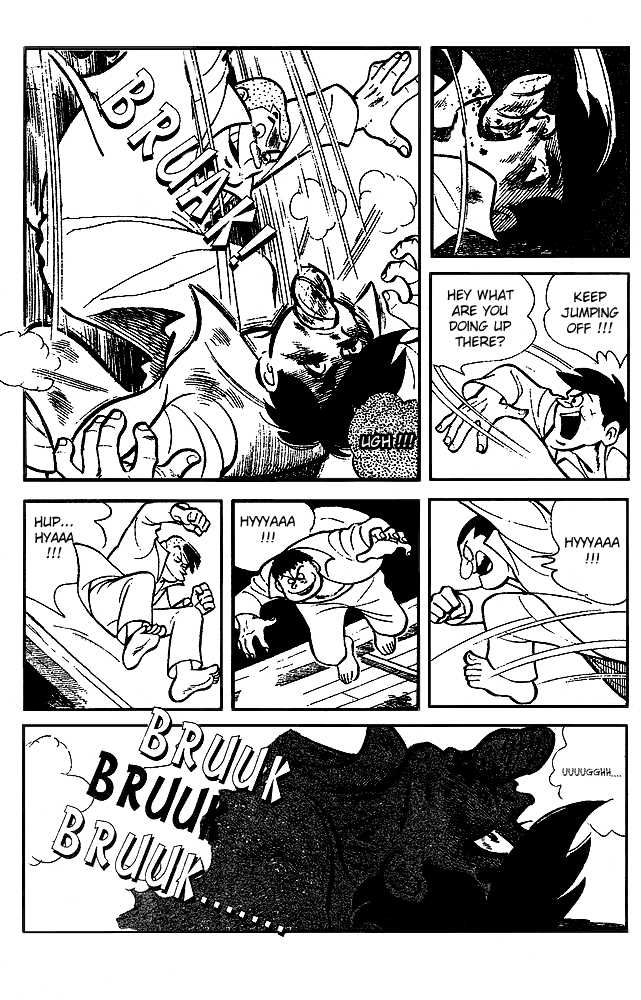 BRUAK!
UGH !!!
HEY WHAT
ARE YOU
DOING UP
THERE?
KEEP
JUMPING
OFF !!!
HUP...
HYAAA
!!!
HYYYAAA
!!!
HYYYAAA
!!!
BRUUK
BRUUK
BRUUK.......
UUUUGGHH....